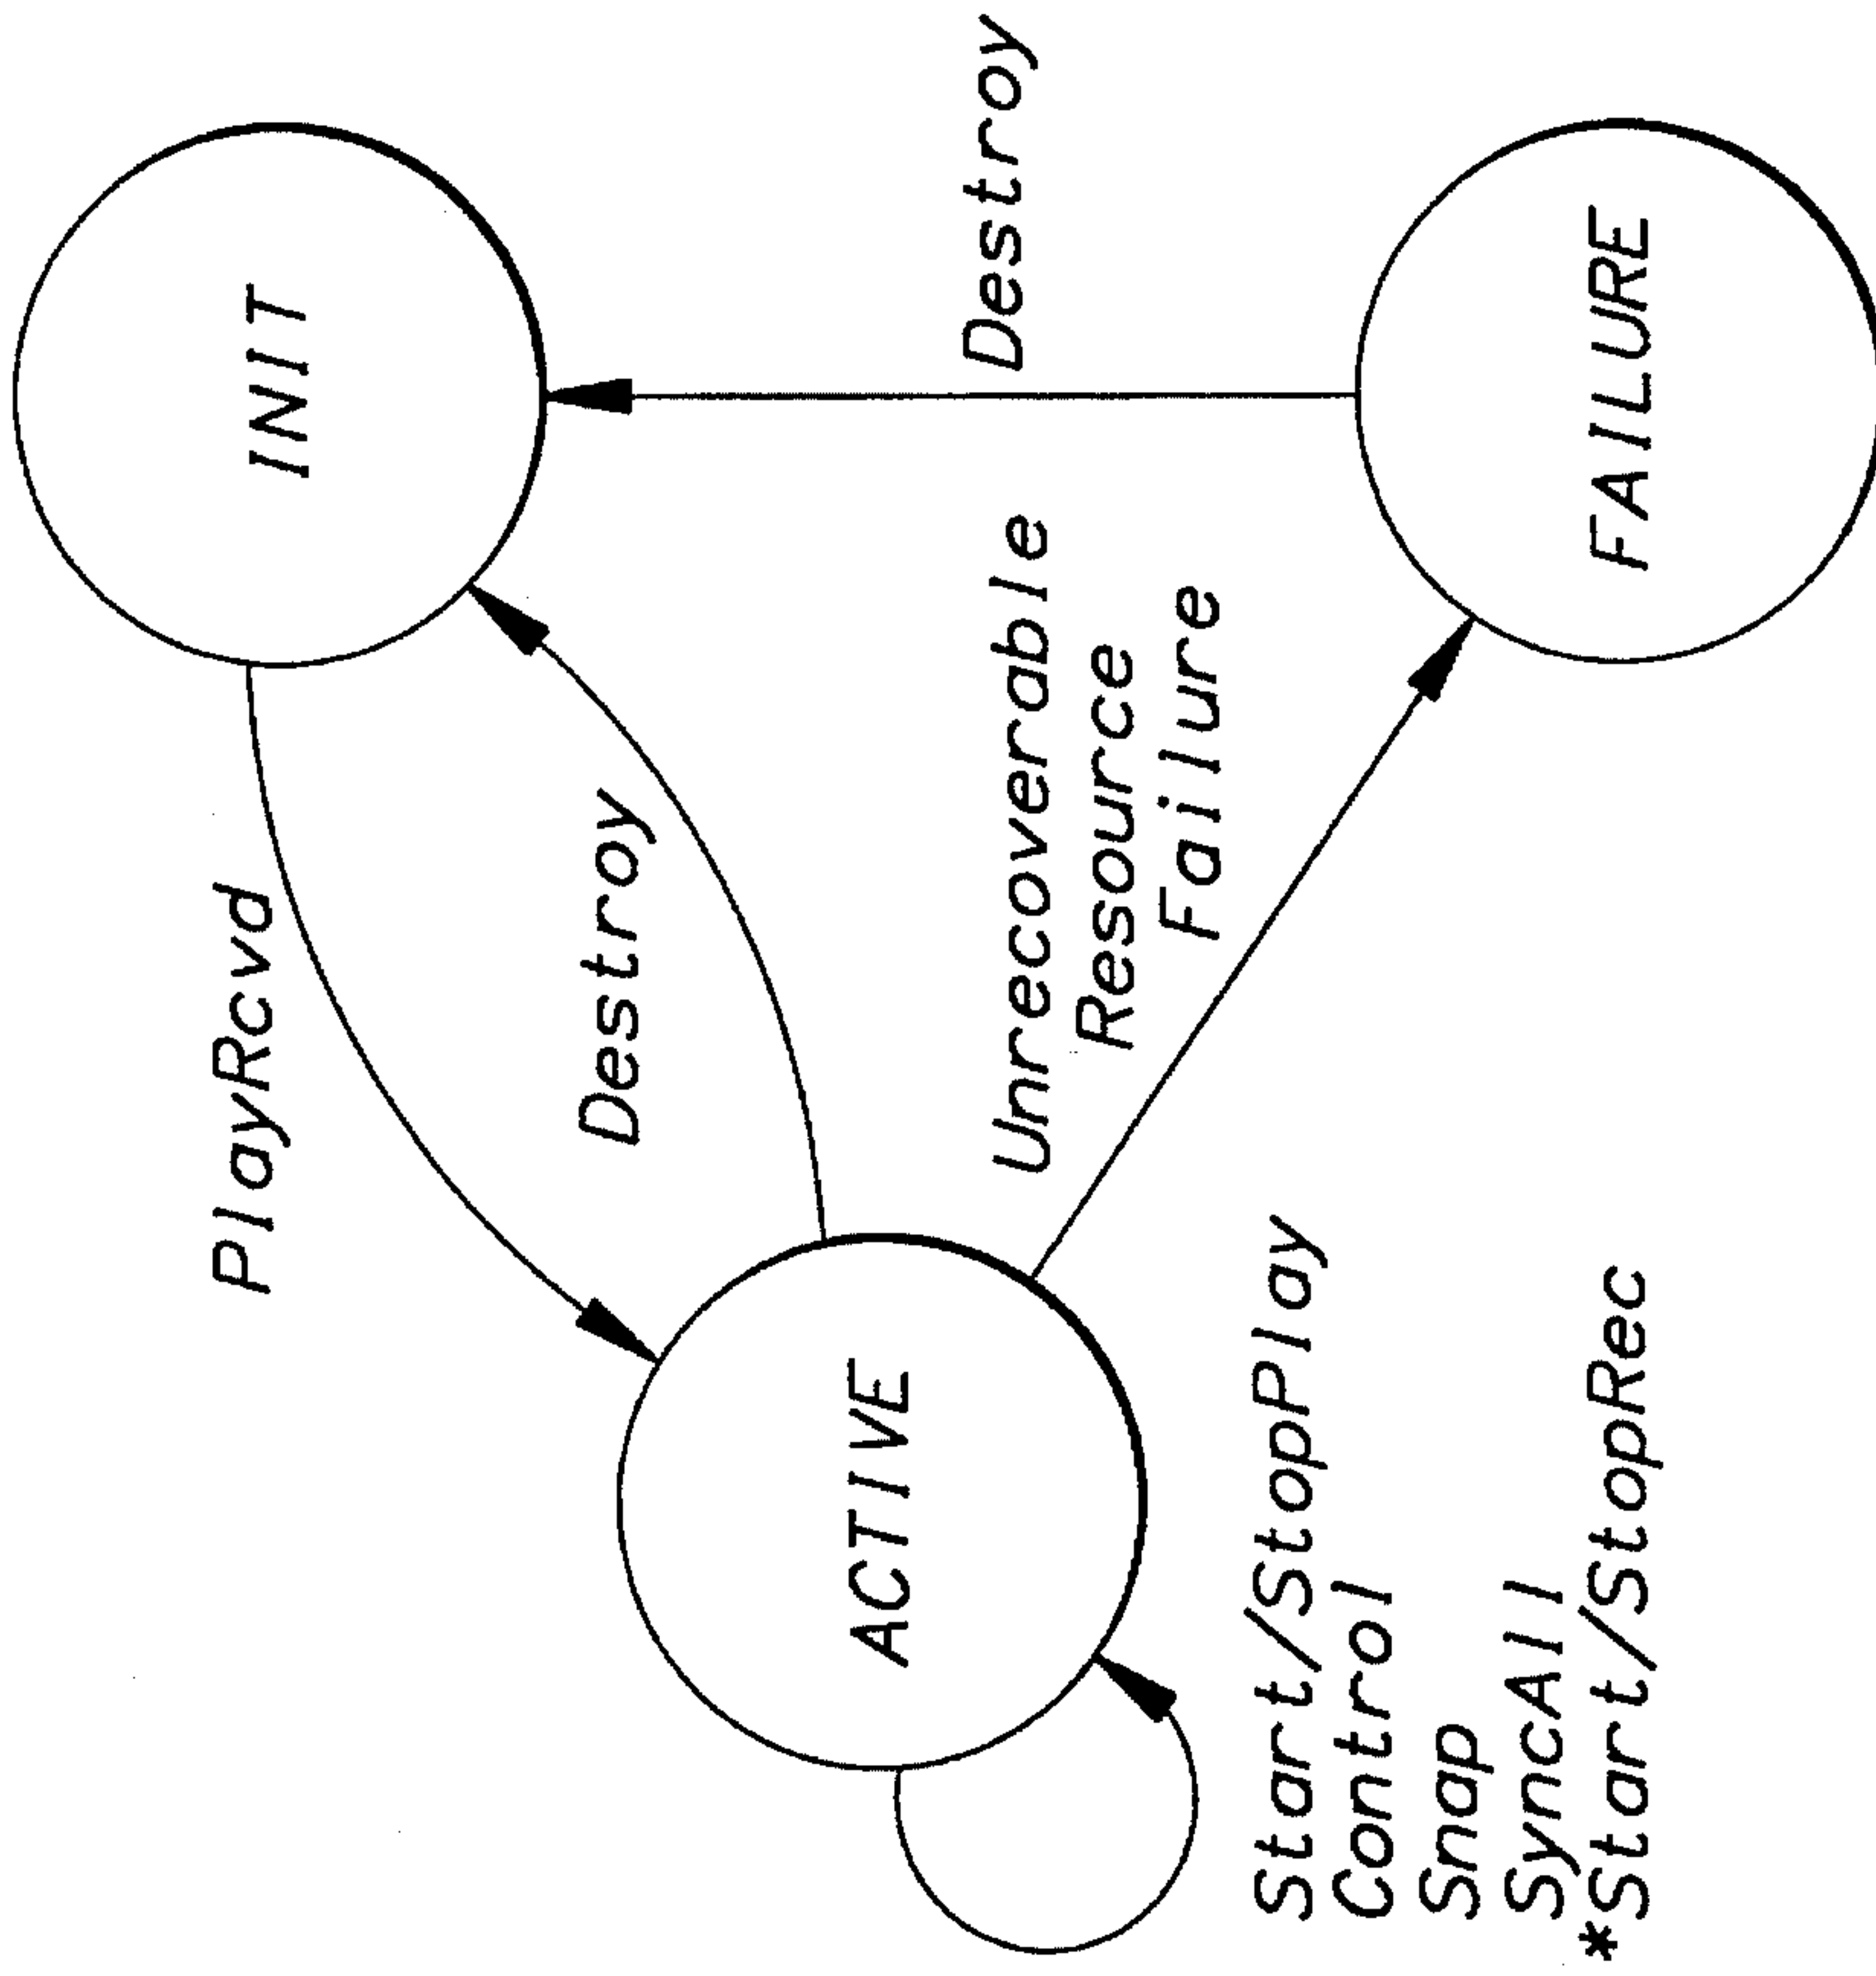 INIT
PlayRcvd
Destroy
ACTIVE
Unrecoverable
Resource
Failure
Destroy
Start/StopPlay
Control
Snap
SyncAll
*Start/StopRec
FAILURE